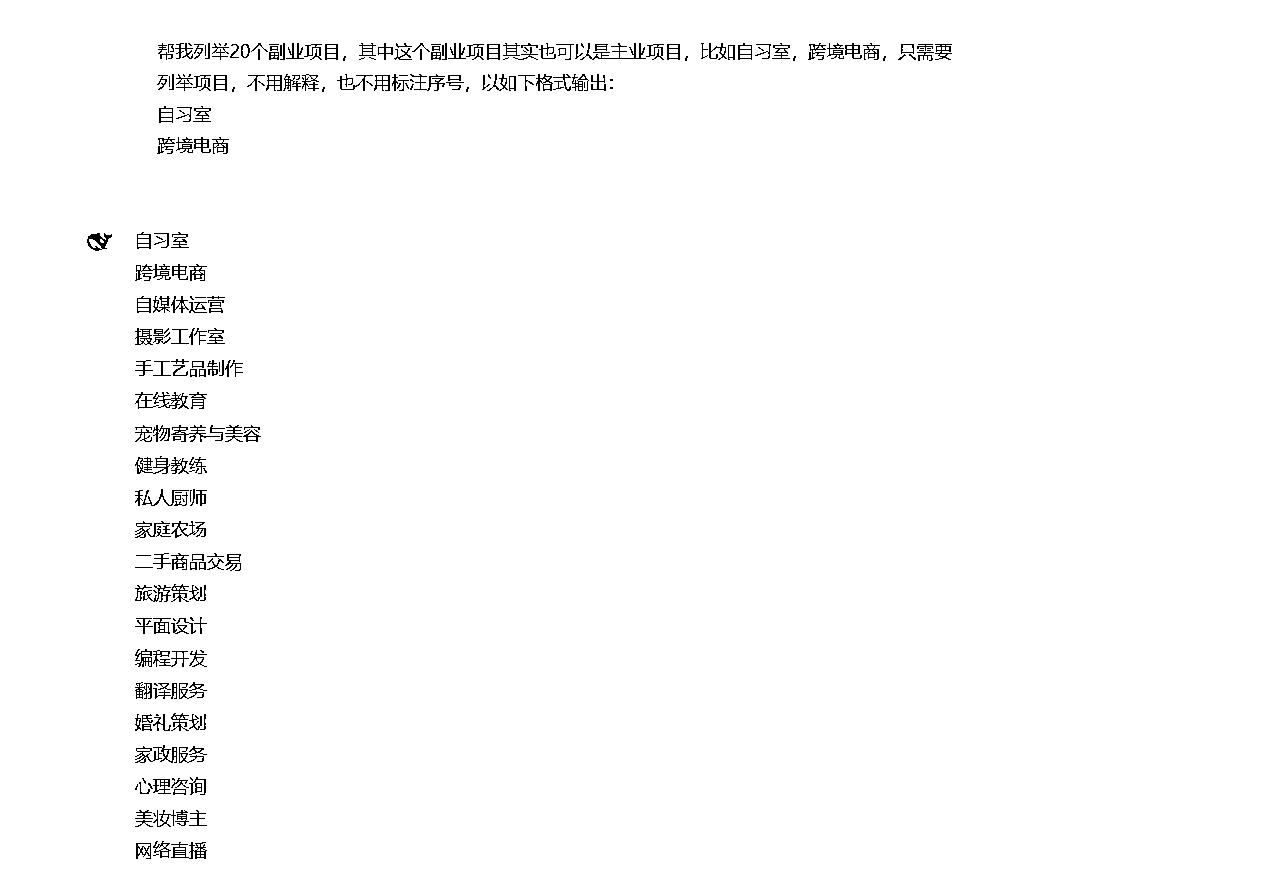 帮我列举20个副业项目，其中这个副业项目其实也可以是主业项目，比如自习室，跨境电商，只需要
列举项目，不用解释，也不用标注序号，以如下格式输出：
自习室
跨境电商
自习室
跨境电商
自媒体运营
摄影工作室
手工艺品制作
在线教育
宠物寄养与美容
健身教练
私人厨师
家庭农场
二手商品交易
旅游策划
平面设计
编程开发
翻译服务
婚礼策划
家政服务
心理咨询
美妆博主
网络直播